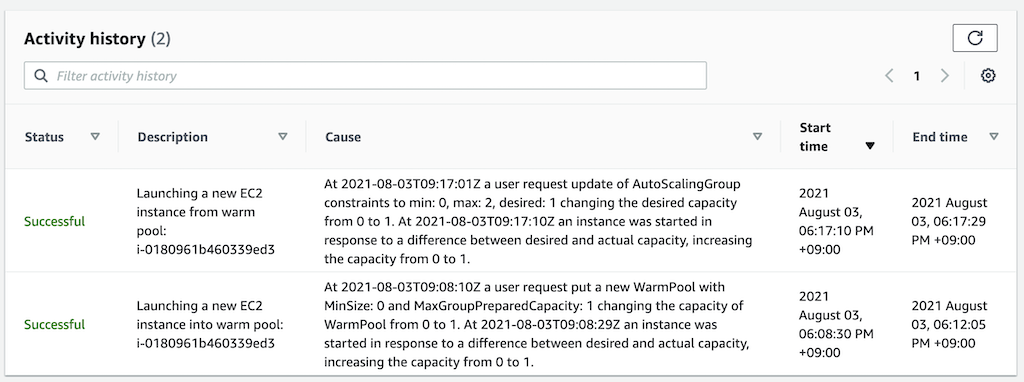 Activity history (2)
Filter activity history
1
Status
Description
Cause
Start
time
End time
Successful
Launching a new EC2
instance from warm
pool:
i-0180961b460339ed3
At 2021-08-03T09:17:01Z a user request update of AutoScalingGroup
constraints to min: 0, max: 2, desired: 1 changing the desired capacity
from 0 to 1. At 2021-08-03T09:17:10Z an instance was started in
response to a difference between desired and actual capacity, increasing
the capacity from 0 to 1.
2021
August 03,
06:17:10 PM
+09:00
2021 August
03, 06:17:29
PM +09:00
Successful
Launching a new EC2
instance into warm pool:
i-0180961b460339ed3
At 2021-08-03T09:08:10Z a user request put a new WarmPool with
MinSize: 0 and MaxGroupPreparedCapacity: 1 changing the capacity of
WarmPool from 0 to 1. At 2021-08-03T09:08:29Z an instance was
started in response to a difference between desired and actual capacity,
increasing the capacity from 0 to 1.
2021
August 03,
06:08:30 PM
+09:00
2021 August
03, 06:12:05
PM +09:00